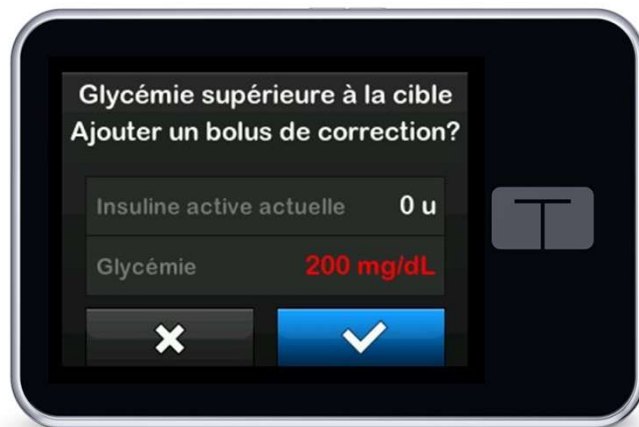 Glycémie supérieure à la cible
Ajouter un bolus de correction?
Insuline active actuelle 0 u
Glycémie 200 mg/dL